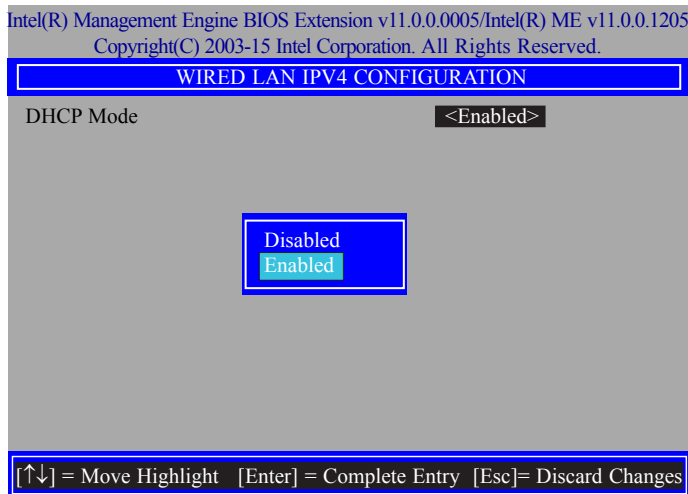 Intel(R) Management Engine BIOS Extension v11.0.0.0005/Intel(R) ME v11.0.0.1205
Copyright(C) 2003-15 Intel Corporation. All Rights Reserved.
WIRED LAN IPV4 CONFIGURATION
DHCP Mode <Enabled>
Disabled
Enabled
[↑↓] = Move Highlight [Enter] = Complete Entry [Esc]= Discard Changes